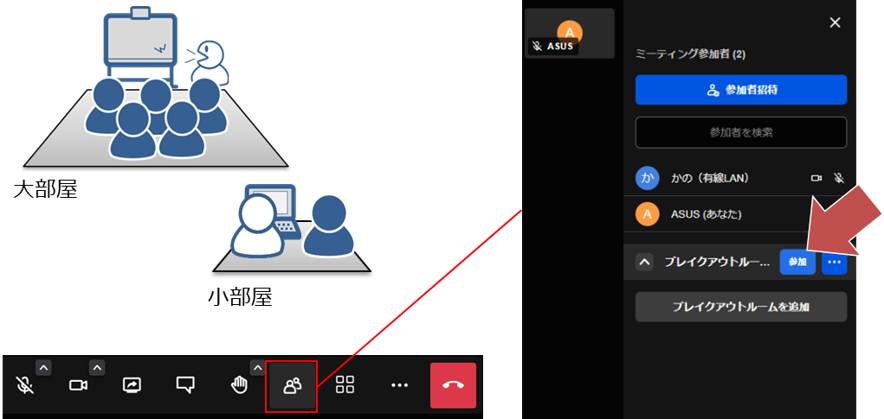 大部屋
小部屋
A
ASUS
ミーティング参加者 (2)
参加者招待
参加者を検索
か かの（有線LAN）
A ASUS (あなた)
ブレイクアウトルー... 参加
ブレイクアウトルームを追加